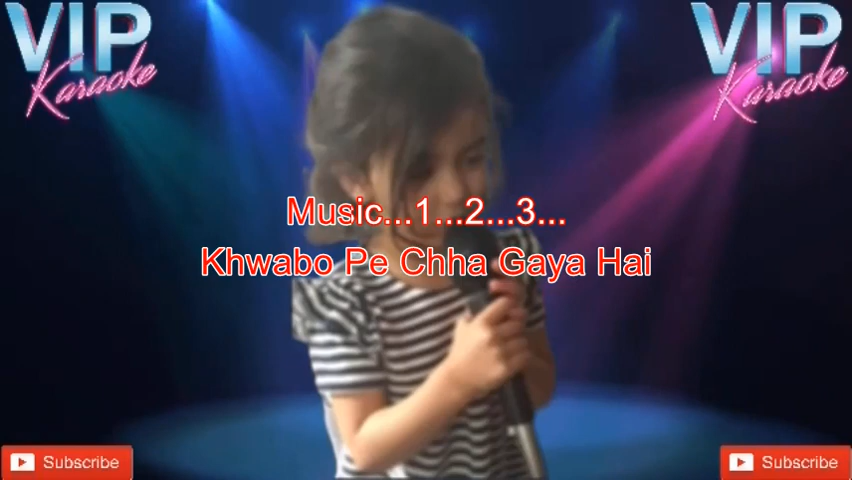 VIP
Karaoke
VIP
Karaoke
Music...1...2...3...
Khwabo Pe Chha Gaya Hai
Subscribe
Subscribe